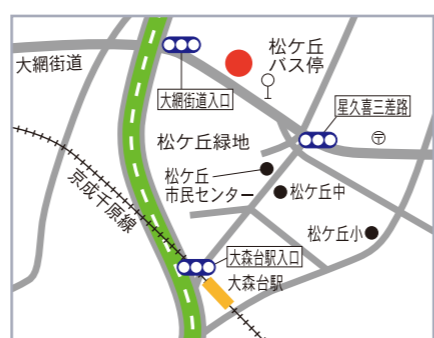 松ケ丘
バス停
大網街道
大網街道入口
星久喜三差路
〒
松ケ丘緑地
松ケ丘
市民センター
松ケ丘中
京成千原線
松ケ丘小
大森台駅入口
大森台駅